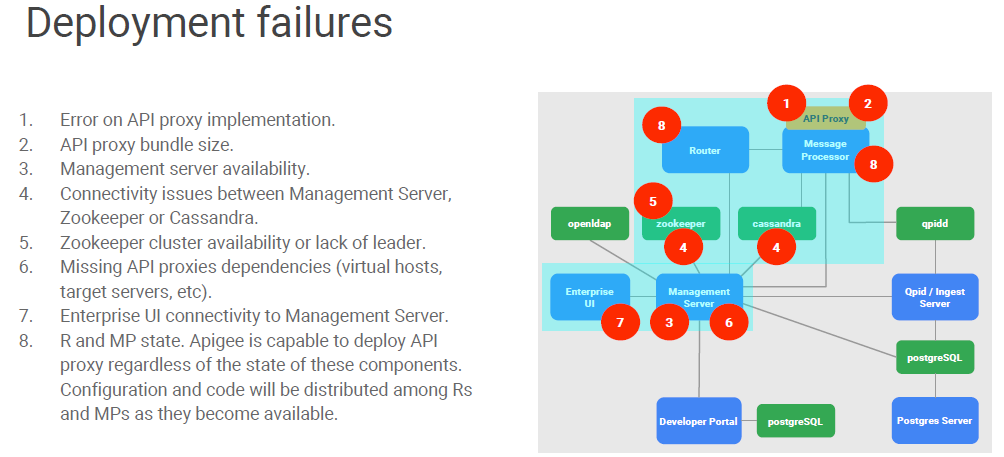 Deployment failures
1. Error on API proxy implementation.
2. API proxy bundle size.
3. Management server availability.
4. Connectivity issues between Management Server,
Zookeeper or Cassandra.
5. Zookeeper cluster availability or lack of leader.
6. Missing API proxies dependencies (virtual hosts,
target servers, etc).
7. Enterprise UI connectivity to Management Server.
8. R and MP state. Apigee is capable to deploy API
proxy regardless of the state of these components.
Configuration and code will be distributed among Rs
and MPs as they become available.
1
2
API Proxy
8
Router
Message
Processor
8
5
openldap
zookeeper
cassandra
qpidd
4
4
Enterprise
UI
Management
Server
Qpid / Ingest
Server
7
3
6
postgreSQL
Developer Portal
postgreSQL
Postgres Server